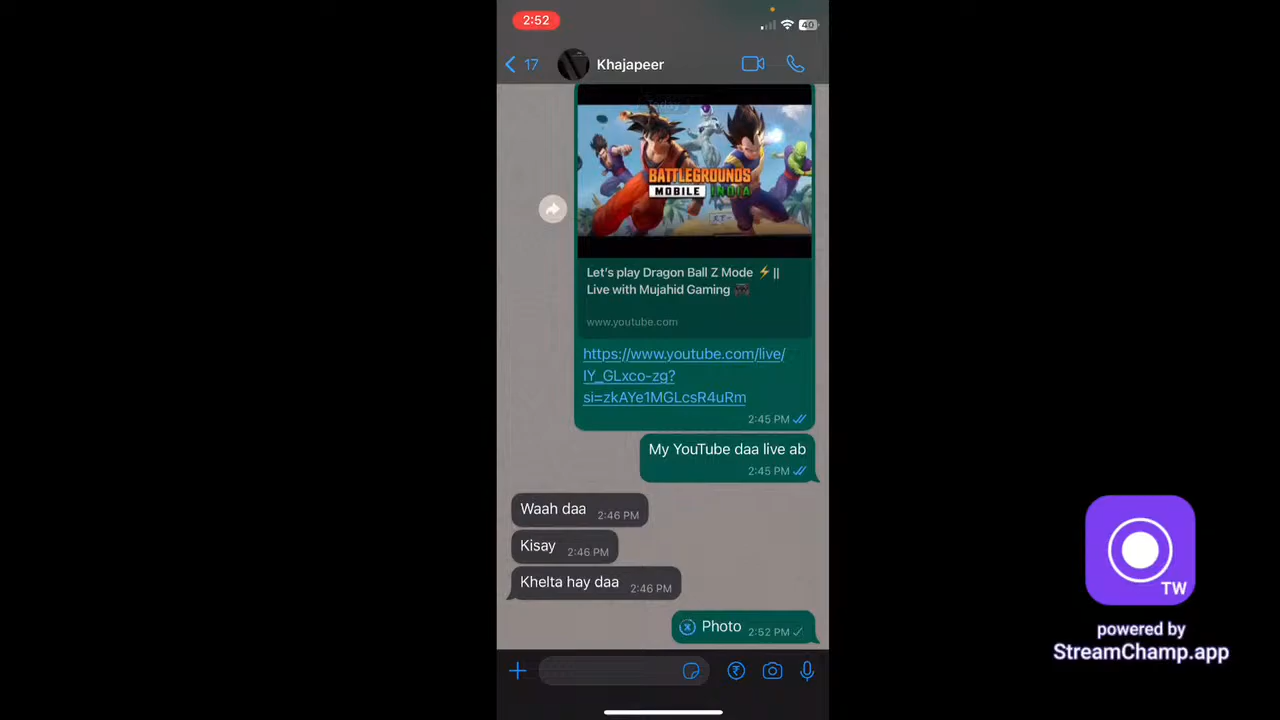 2:52
40
17
Khajapeer
Today
BATTLEGROUNDS
MOBILE INDIA
Let's play Dragon Ball Z Mode ⚡||
Live with Mujahid Gaming 🎮
www.youtube.com
https://www.youtube.com/live/
IY_GLxco-zg?
si=zkAYe1MGLcsR4uRm
2:45 PM
My YouTube daa live ab
2:45 PM
Waah daa 2:46 PM
Kisay 2:46 PM
Khelta hay daa 2:46 PM
Photo 2:52 PM
TW
powered by
StreamChamp.app